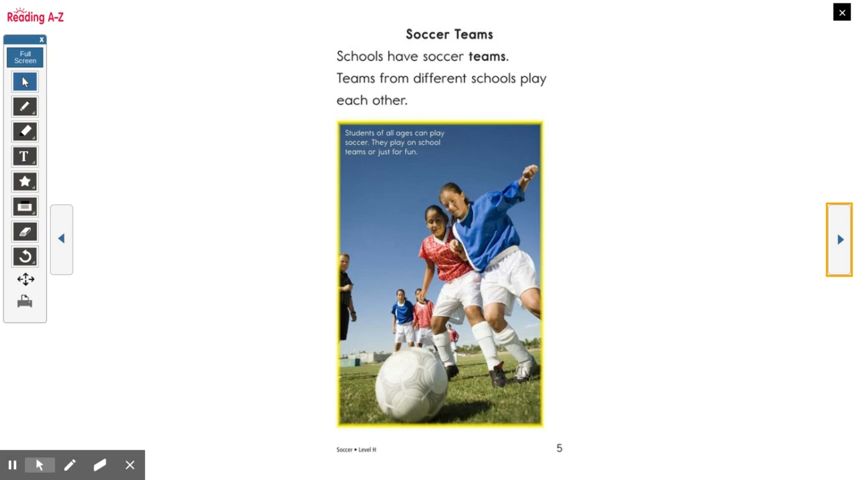 Reading A-Z
x
Full
Screen
T
Soccer Teams
Schools have soccer teams.
Teams from different schools play
each other.
Students of all ages can play
soccer. They play on school
teams or just for fun.
Soccer • Level H
5